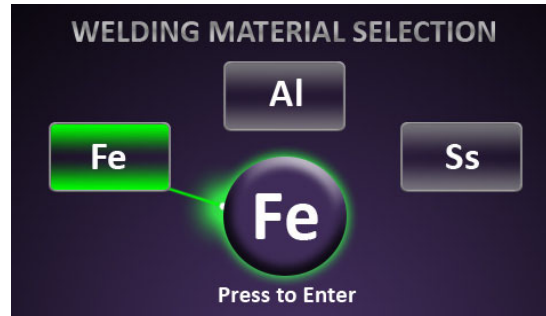 WELDING MATERIAL SELECTION
Al
Fe
Ss
Fe
Press to Enter